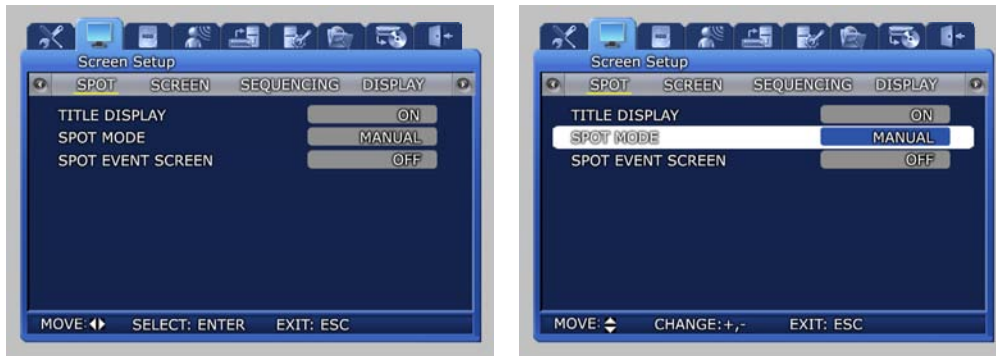 Screen Setup
SPOT SCREEN SEQUENCING DISPLAY
TITLE DISPLAY ON
SPOT MODE MANUAL
SPOT EVENT SCREEN OFF
MOVE: SELECT: ENTER EXIT: ESC
Screen Setup
SPOT SCREEN SEQUENCING DISPLAY
TITLE DISPLAY ON
SPOT MODE MANUAL
SPOT EVENT SCREEN OFF
MOVE: CHANGE:+,- EXIT: ESC